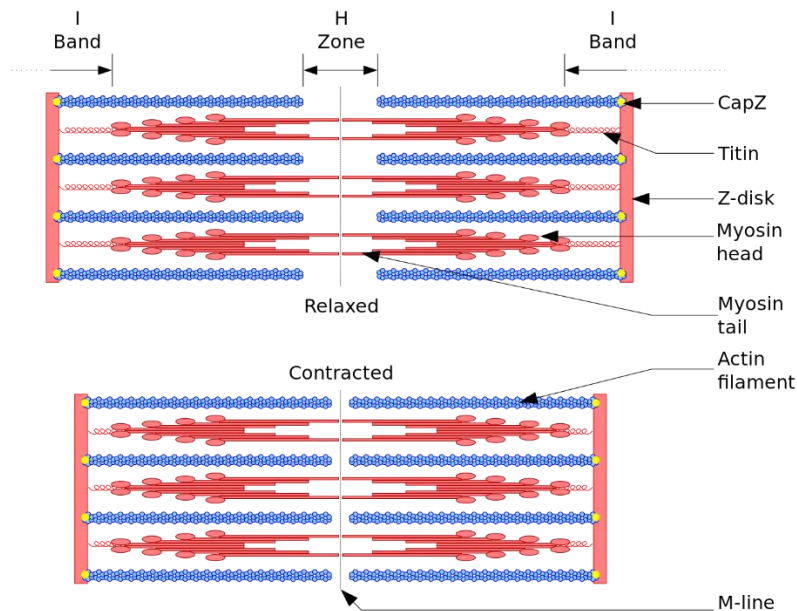 I
Band
H
Zone
I
Band
CapZ
Titin
Z-disk
Myosin
head
Relaxed
Myosin
tail
Contracted
Actin
filament
M-line